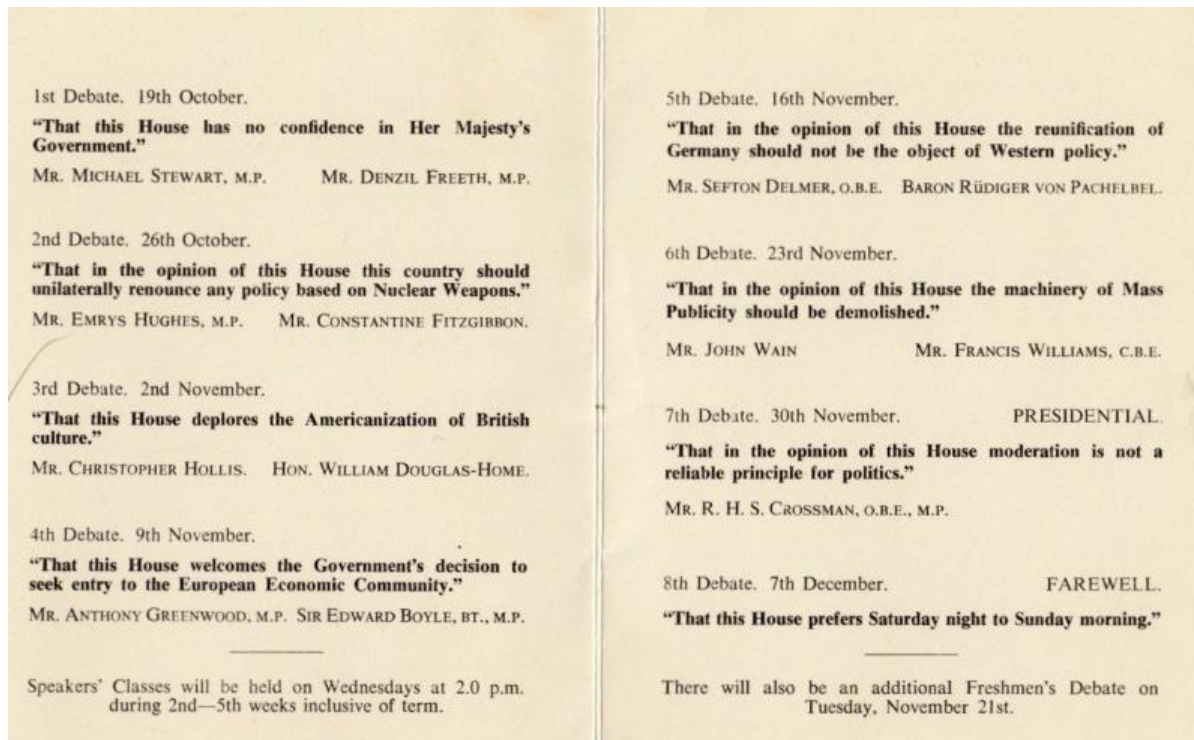 1st Debate. 19th October.
“That this House has no confidence in Her Majesty’s
Government.”
MR. MICHAEL STEWART, M.P. MR. DENZIL FREETH, M.P.
2nd Debate. 26th October.
“That in the opinion of this House this country should
unilaterally renounce any policy based on Nuclear Weapons.”
MR. EMRYS HUGHES, M.P. MR. CONSTANTINE FITZGIBBON.
3rd Debate. 2nd November.
“That this House deplores the Americanization of British
culture.”
MR. CHRISTOPHER HOLLIS. HON. WILLIAM DOUGLAS-HOME.
4th Debate. 9th November.
“That this House welcomes the Government’s decision to
seek entry to the European Economic Community.”
MR. ANTHONY GREENWOOD, M.P. SIR EDWARD BOYLE, BT., M.P.
Speakers’ Classes will be held on Wednesdays at 2.0 p.m.
during 2nd—5th weeks inclusive of term.
5th Debate. 16th November.
“That in the opinion of this House the reunification of
Germany should not be the object of Western policy.”
MR. SEFTON DELMER, O.B.E. BARON RÜDIGER VON PACHELBEL.
6th Debate. 23rd November.
“That in the opinion of this House the machinery of Mass
Publicity should be demolished.”
MR. JOHN WAIN MR. FRANCIS WILLIAMS, C.B.E.
7th Debate. 30th November. PRESIDENTIAL.
“That in the opinion of this House moderation is not a
reliable principle for politics.”
MR. R. H. S. CROSSMAN, O.B.E., M.P.
8th Debate. 7th December. FAREWELL.
“That this House prefers Saturday night to Sunday morning.”
There will also be an additional Freshmen’s Debate on
Tuesday, November 21st.